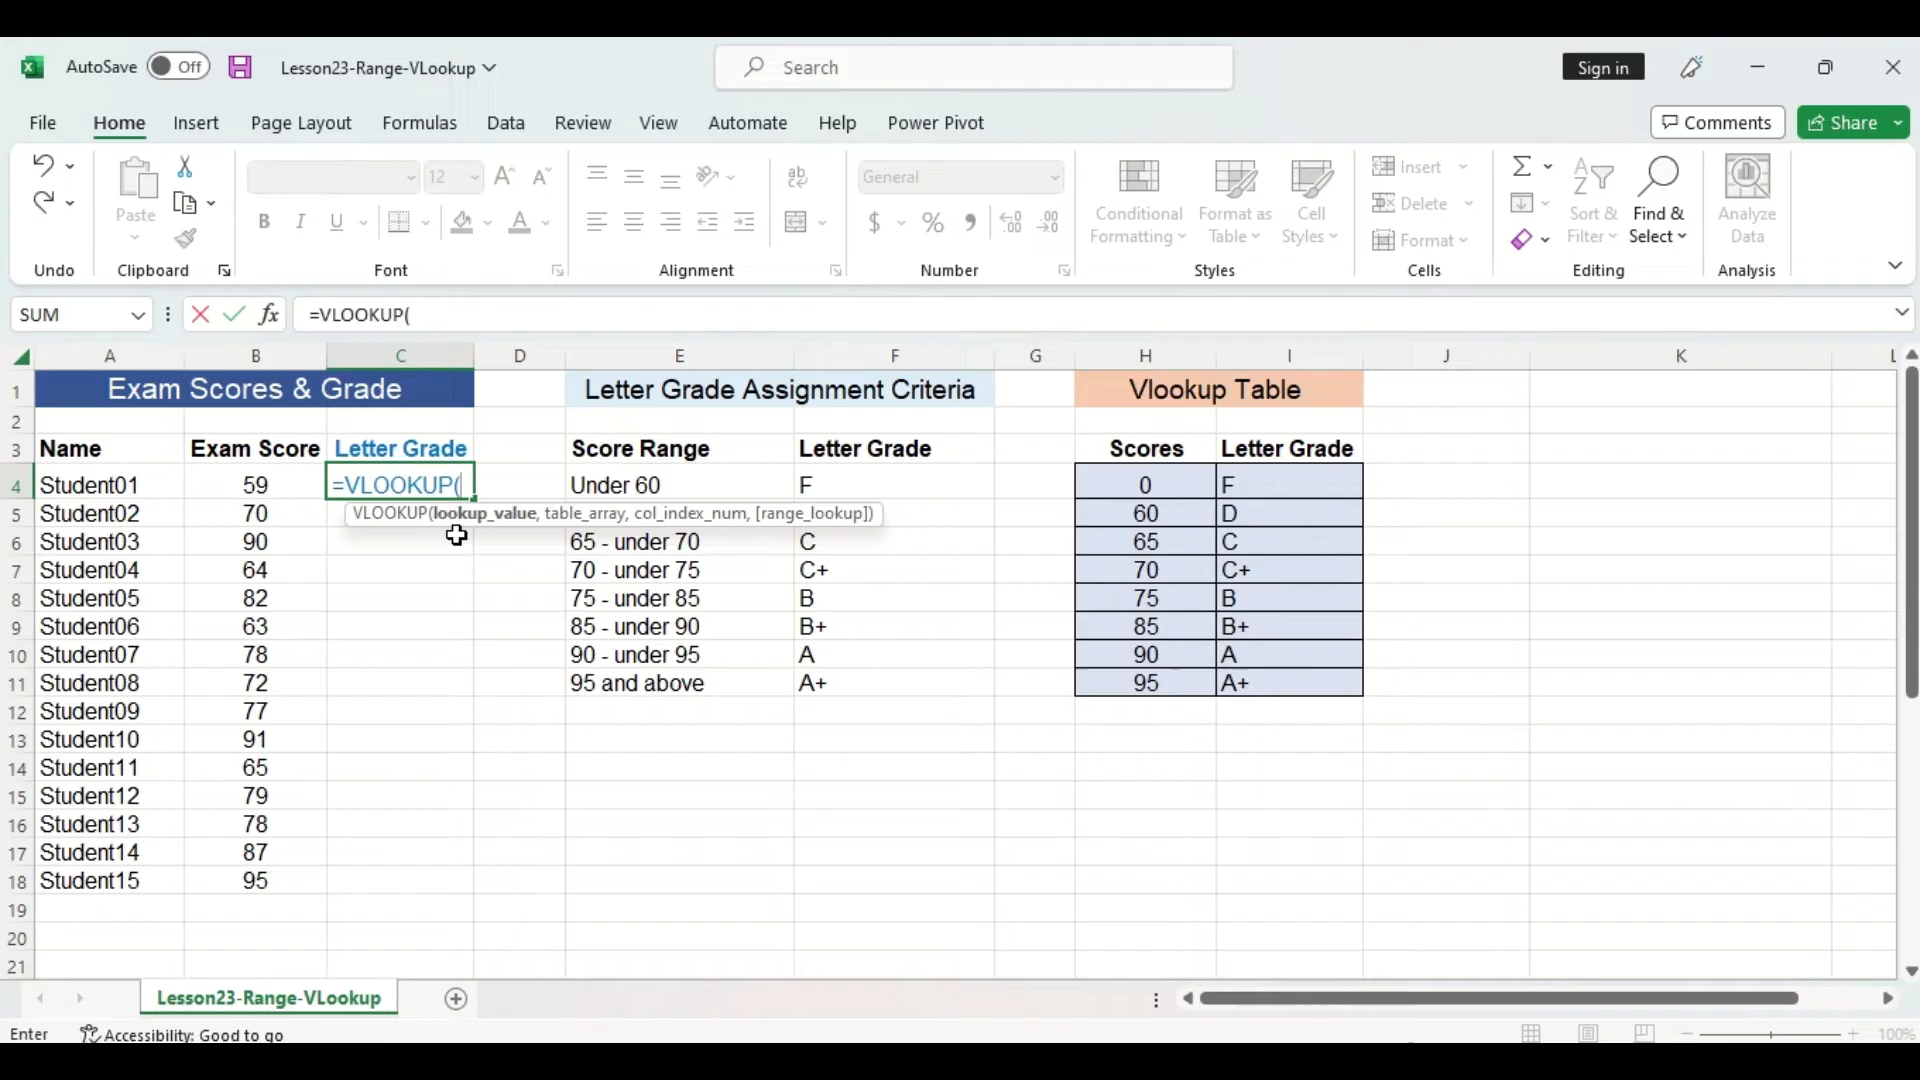 AutoSave Off Lesson23-Range-VLookup Search Sign in
File Home Insert Page Layout Formulas Data Review View Automate Help Power Pivot Comments Share
Paste 12 General Conditional Formatting Format as Table Cell Styles Insert Delete Format Sort & Filter Find & Select Analyze Data
Undo Clipboard Font Alignment Number Styles Cells Editing Analysis
SUM fx =VLOOKUP(
A B C D E F G H I J K L
1 Exam Scores & Grade Letter Grade Assignment Criteria Vlookup Table
2
3 Name Exam Score Letter Grade Score Range Letter Grade Scores Letter Grade
4 Student01 59 =VLOOKUP( Under 60 F 0 F
5 Student02 70 VLOOKUP(lookup_value, table_array, col_index_num, [range_lookup]) 60 D
6 Student03 90 65 - under 70 C 65 C
7 Student04 64 70 - under 75 C+ 70 C+
8 Student05 82 75 - under 85 B 75 B
9 Student06 63 85 - under 90 B+ 85 B+
10 Student07 78 90 - under 95 A 90 A
11 Student08 72 95 and above A+ 95 A+
12 Student09 77
13 Student10 91
14 Student11 65
15 Student12 79
16 Student13 78
17 Student14 87
18 Student15 95
19
20
21
Lesson23-Range-VLookup
Enter Accessibility: Good to go 100%